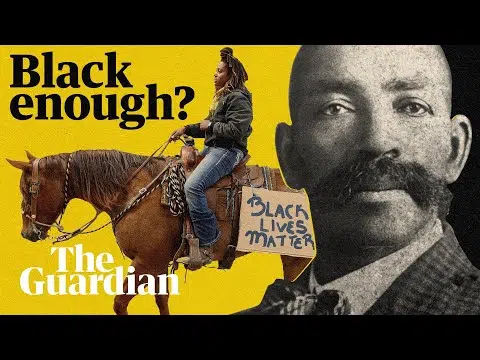 Black
enough?
BLACK
LIVES
MATTER
The
Guardian